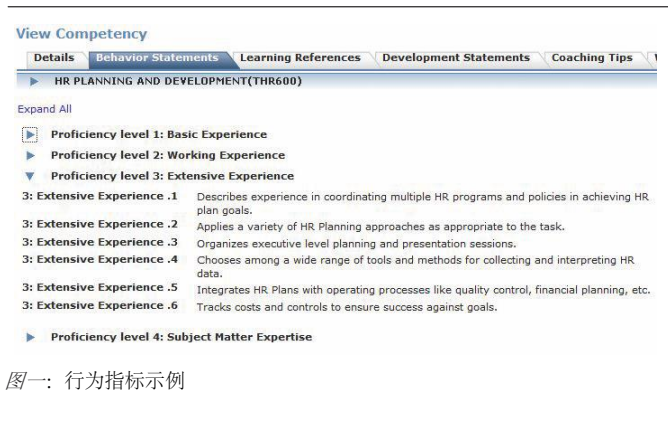 View Competency
Details Behavior Statements Learning References Development Statements Coaching Tips
HR PLANNING AND DEVELOPMENT(THR600)
Expand All
Proficiency level 1: Basic Experience
Proficiency level 2: Working Experience
Proficiency level 3: Extensive Experience
3: Extensive Experience .1 Describes experience in coordinating multiple HR programs and policies in achieving HR
plan goals.
3: Extensive Experience .2 Applies a variety of HR Planning approaches as appropriate to the task.
3: Extensive Experience .3 Organizes executive level planning and presentation sessions.
3: Extensive Experience .4 Chooses among a wide range of tools and methods for collecting and interpreting HR
data.
3: Extensive Experience .5 Integrates HR Plans with operating processes like quality control, financial planning, etc.
3: Extensive Experience .6 Tracks costs and controls to ensure success against goals.
Proficiency level 4: Subject Matter Expertise
图一: 行为指标示例